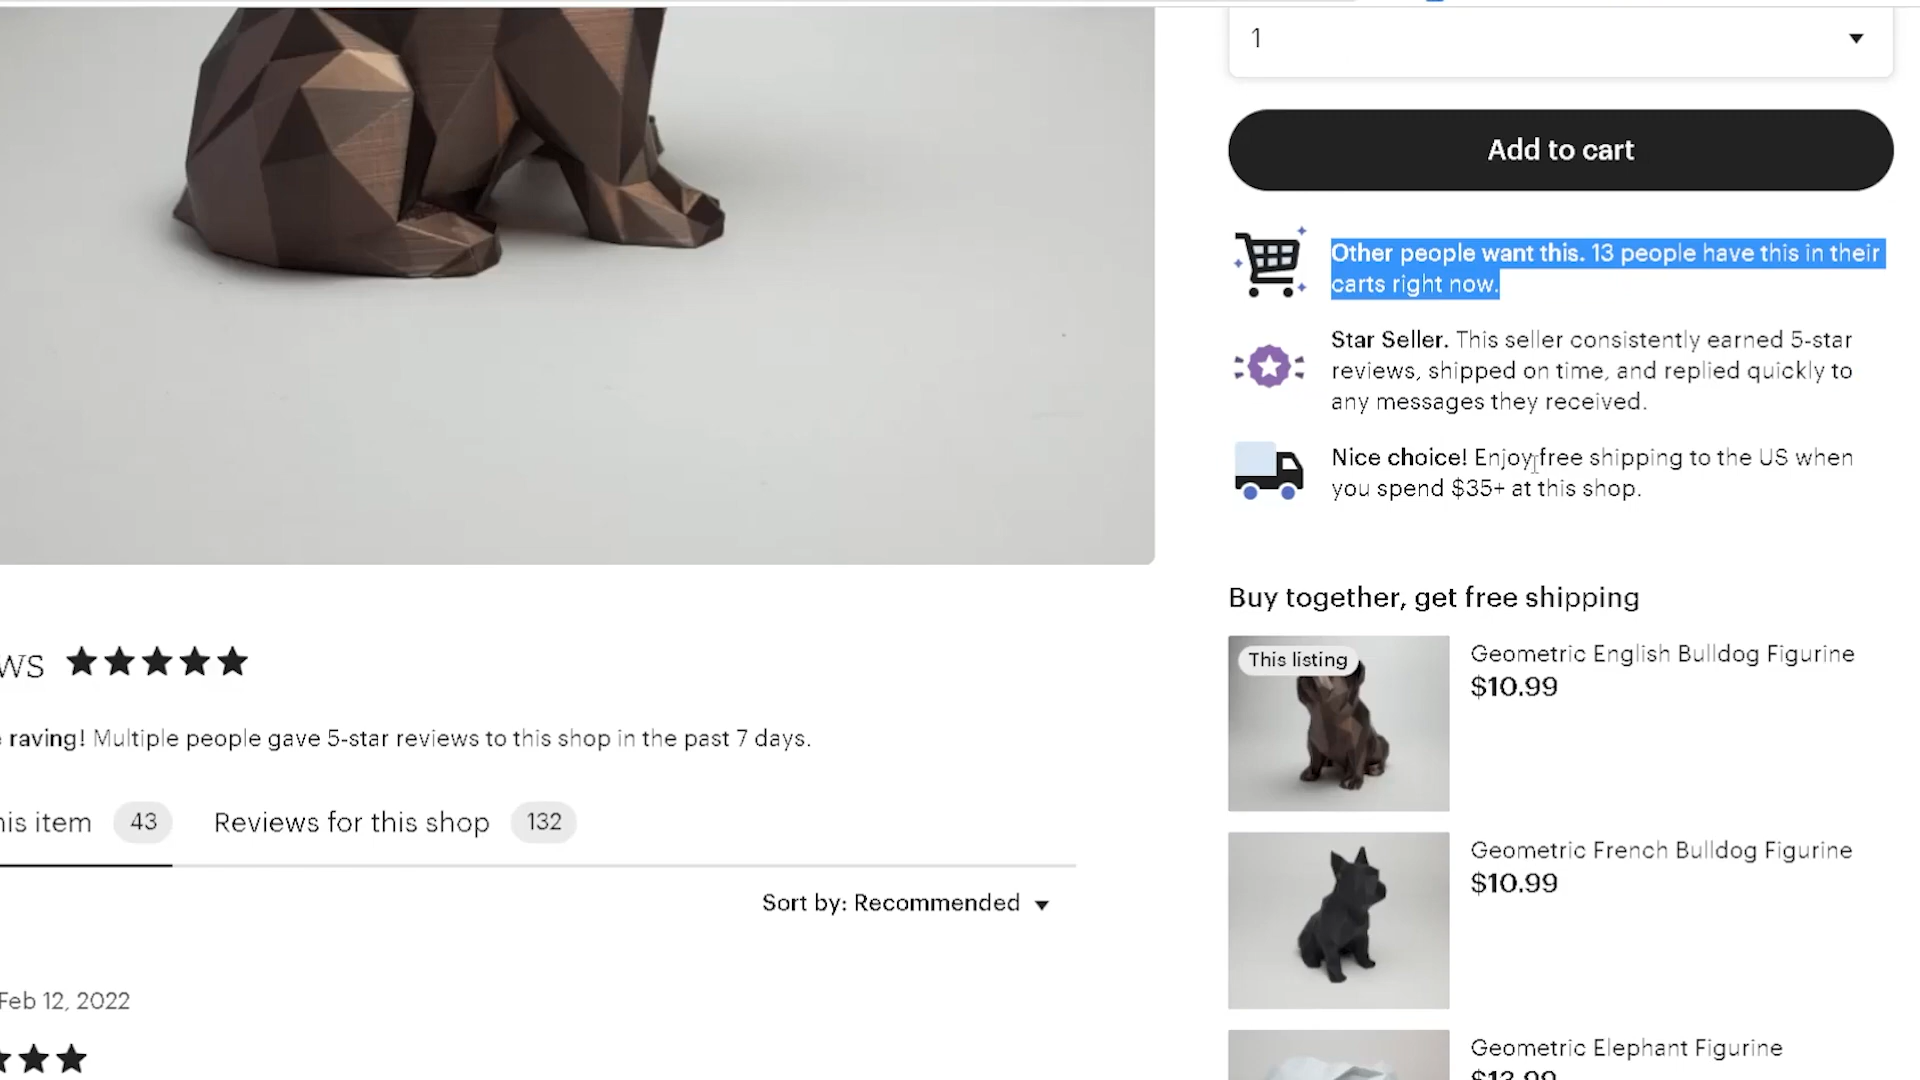 1
Add to cart
Other people want this. 13 people have this in their
carts right now.
Star Seller. This seller consistently earned 5-star
reviews, shipped on time, and replied quickly to
any messages they received.
Nice choice! Enjoy free shipping to the US when
you spend $35+ at this shop.
Buy together, get free shipping
This listing
Geometric English Bulldog Figurine
$10.99
Geometric French Bulldog Figurine
$10.99
Geometric Elephant Figurine
$13.99
raving! Multiple people gave 5-star reviews to this shop in the past 7 days.
item 43
Reviews for this shop 132
Sort by: Recommended
Feb 12, 2022